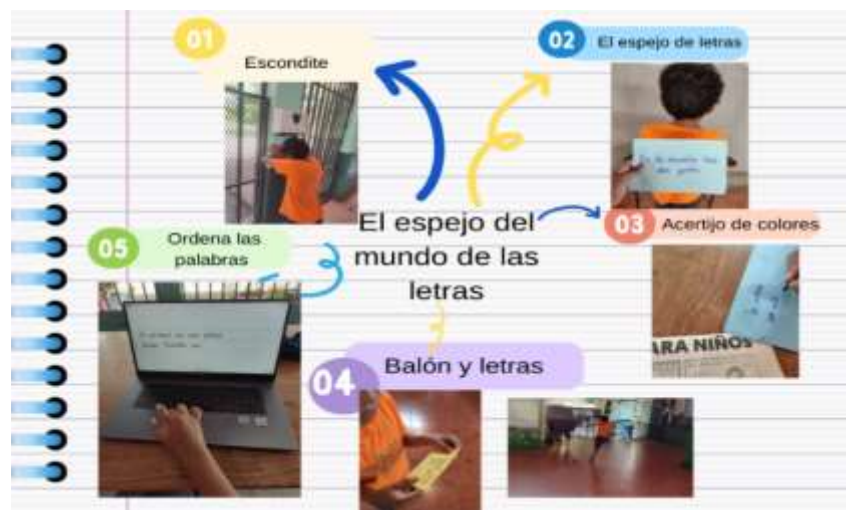 01
Escondite
02
El espejo de letras
El espejo del
mundo de las
letras
03
Acertijo de colores
ARA NIÑOS
04
Balón y letras
05
Ordena las
palabras